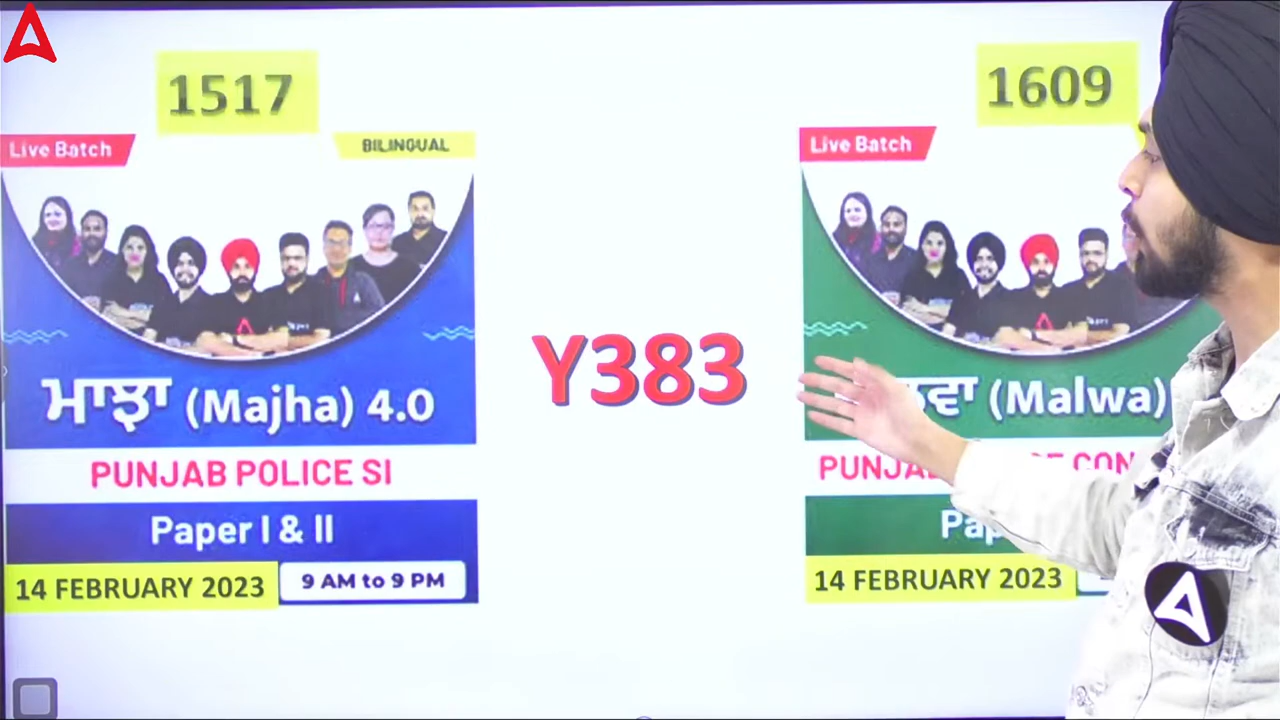 1517
Live Batch
BILINGUAL
ਮਾਝਾ (Majha) 4.0
PUNJAB POLICE SI
Paper I & II
14 FEBRUARY 2023
9 AM to 9 PM
Y383
1609
Live Batch
(Malwa)
14 FEBRUARY 2023